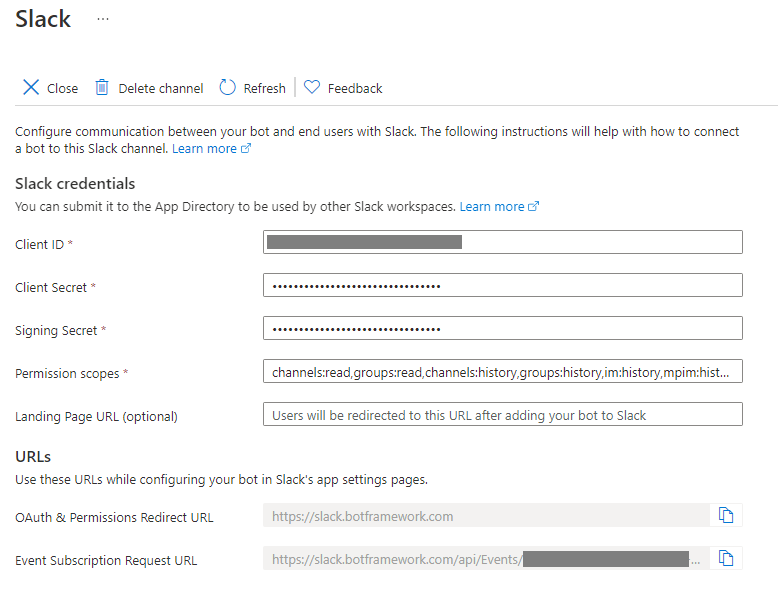 Slack ...
Close Delete channel Refresh Feedback
Configure communication between your bot and end users with Slack. The following instructions will help with how to connect
a bot to this Slack channel. Learn more
Slack credentials
You can submit it to the App Directory to be used by other Slack workspaces. Learn more
Client ID *
Client Secret * ••••••••••••••••••••••••••••••••
Signing Secret * ••••••••••••••••••••••••••••••••
Permission scopes * channels:read,groups:read,channels:history,groups:history,im:history,mpim:hist...
Landing Page URL (optional) Users will be redirected to this URL after adding your bot to Slack
URLs
Use these URLs while configuring your bot in Slack's app settings pages.
OAuth & Permissions Redirect URL https://slack.botframework.com
Event Subscription Request URL https://slack.botframework.com/api/Events/ ...